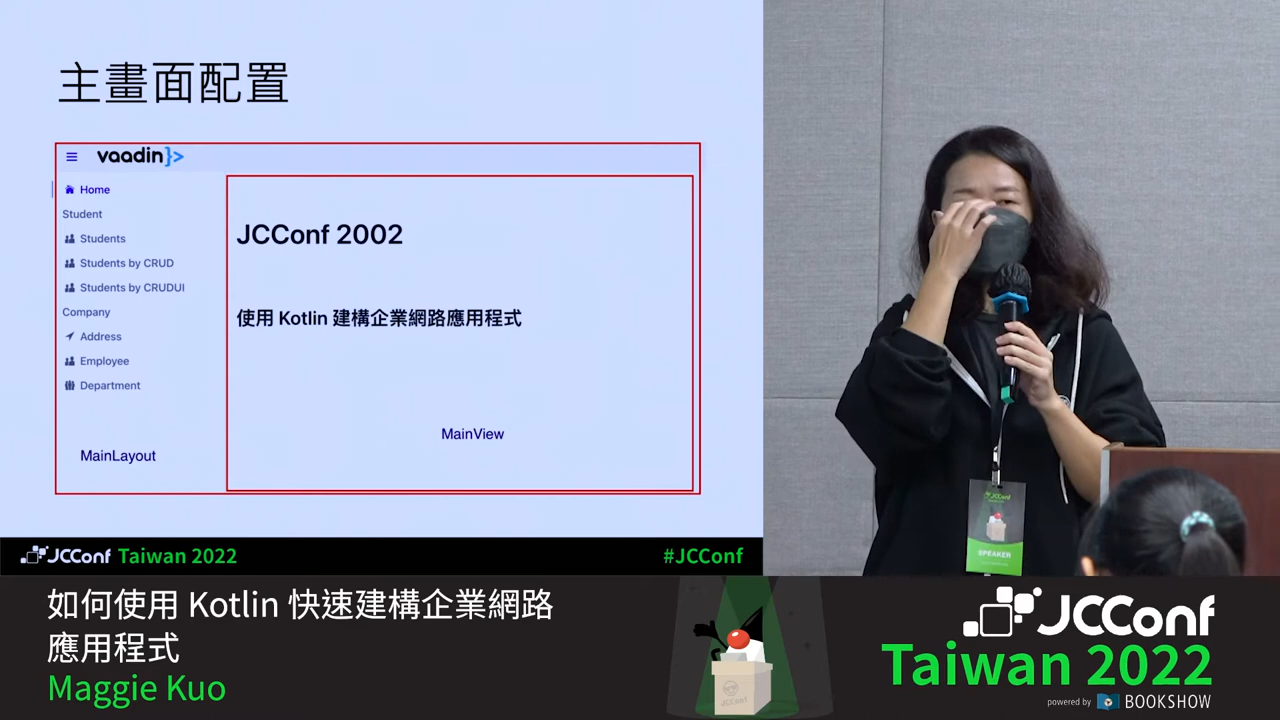 主畫面配置
vaadin}>
Home
Student
Students
Students by CRUD
Students by CRUDUI
Company
Address
Employee
Department
MainLayout
JCConf 2002
使用 Kotlin 建構企業網路應用程式
MainView
JCConf Taiwan 2022
#JCConf
JCConf
SPEAKER
如何使用 Kotlin 快速建構企業網路
應用程式
Maggie Kuo
JCConf
JCConf
Taiwan 2022
powered by BOOKSHOW